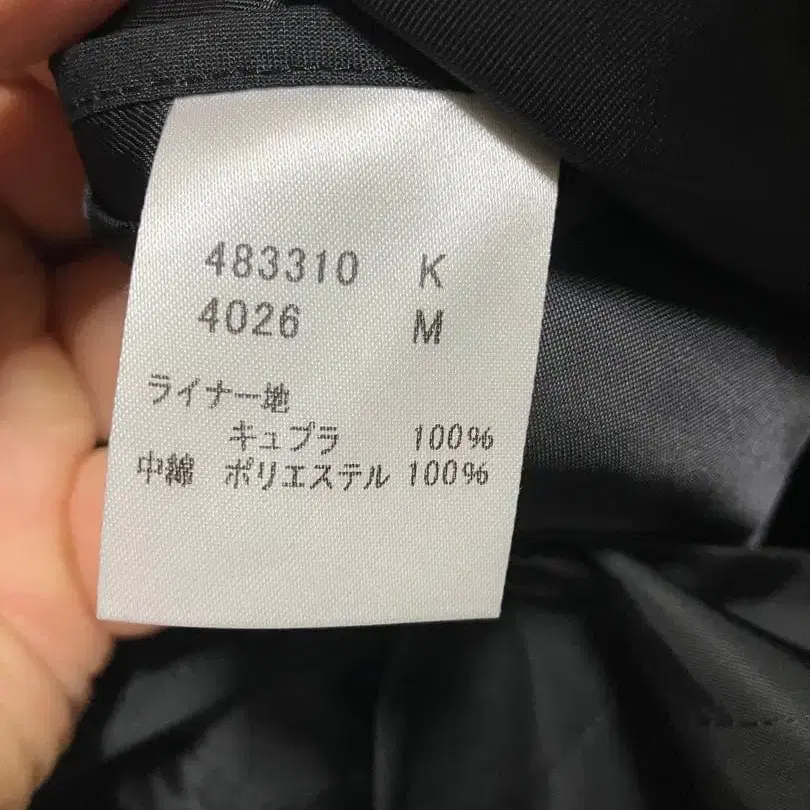 483310 K
4026 M
ライナー地
キュプラ 100%
中綿 ポリエステル 100%